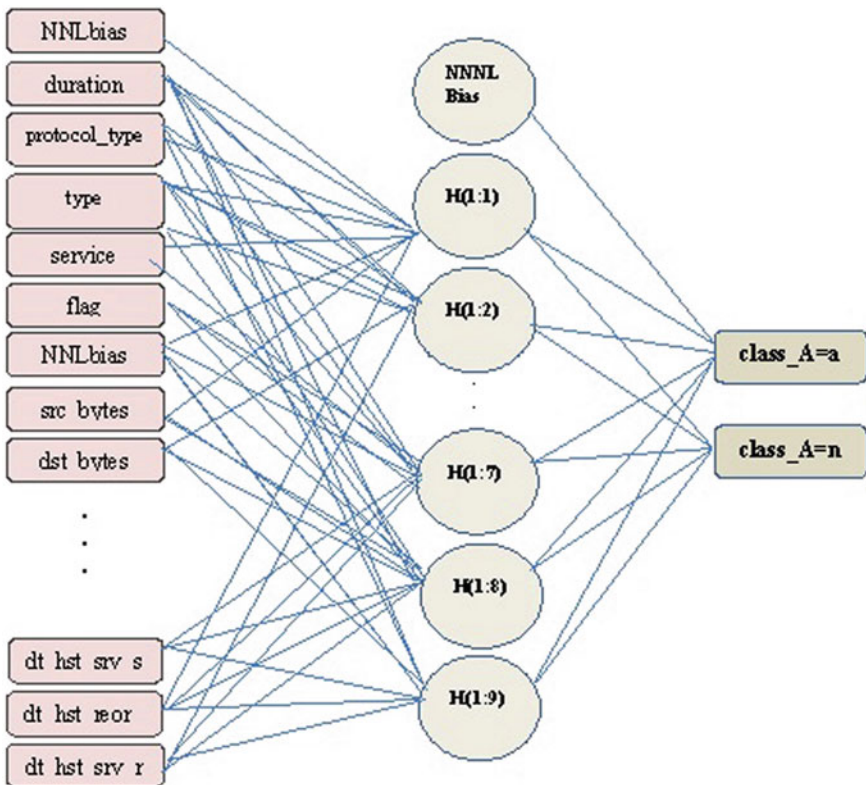 NNLbias
duration
protocol_type
type
service
flag
NNLbias
src bytes
dst bytes
dt hst srv s
dt hst reor
dt hst srv r
NNNL
Bias
H(1:1)
H(1:2)
H(1:7)
H(1:8)
H(1:9)
class_A=a
class_A=n